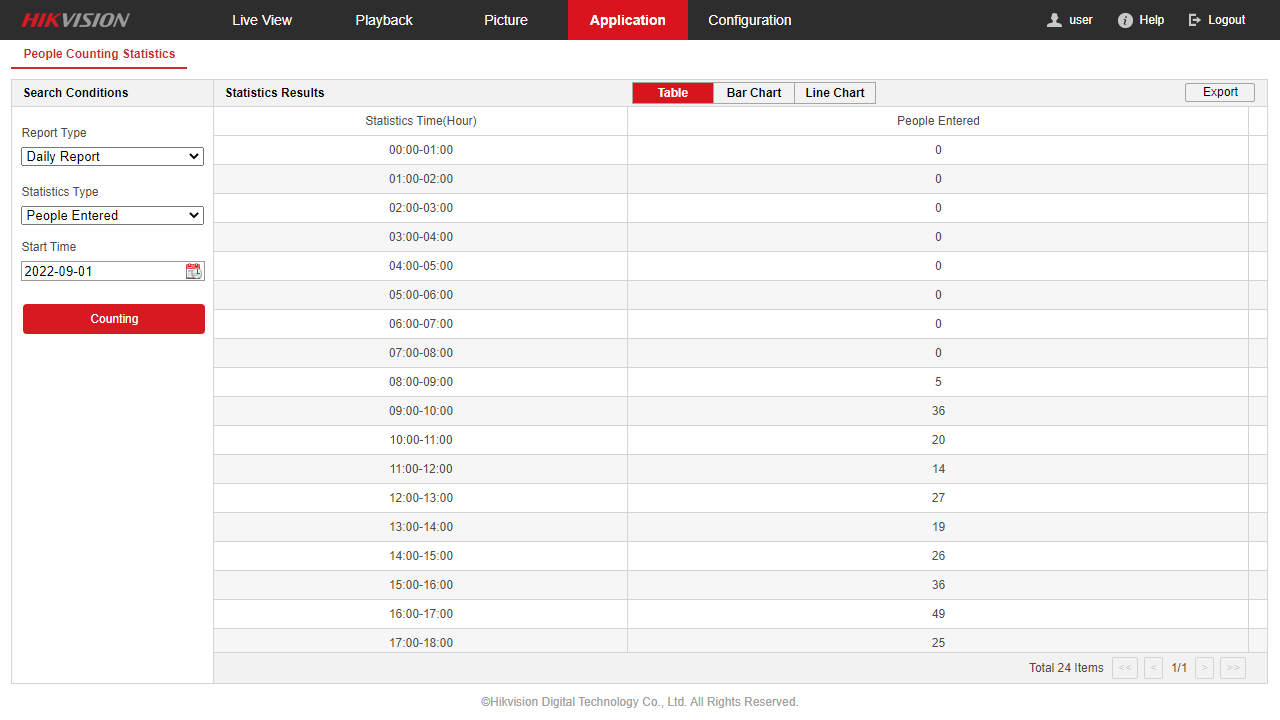 HIKVISION Live View Playback Picture Application Configuration user Help Logout
People Counting Statistics
Search Conditions
Report Type
Daily Report
Statistics Type
People Entered
Start Time
2022-09-01
Counting
Statistics Results Table Bar Chart Line Chart Export
Statistics Time(Hour) People Entered
00:00-01:00 0
01:00-02:00 0
02:00-03:00 0
03:00-04:00 0
04:00-05:00 0
05:00-06:00 0
06:00-07:00 0
07:00-08:00 0
08:00-09:00 5
09:00-10:00 36
10:00-11:00 20
11:00-12:00 14
12:00-13:00 27
13:00-14:00 19
14:00-15:00 26
15:00-16:00 36
16:00-17:00 49
17:00-18:00 25
Total 24 Items << < 1/1 > >>
©Hikvision Digital Technology Co., Ltd. All Rights Reserved.